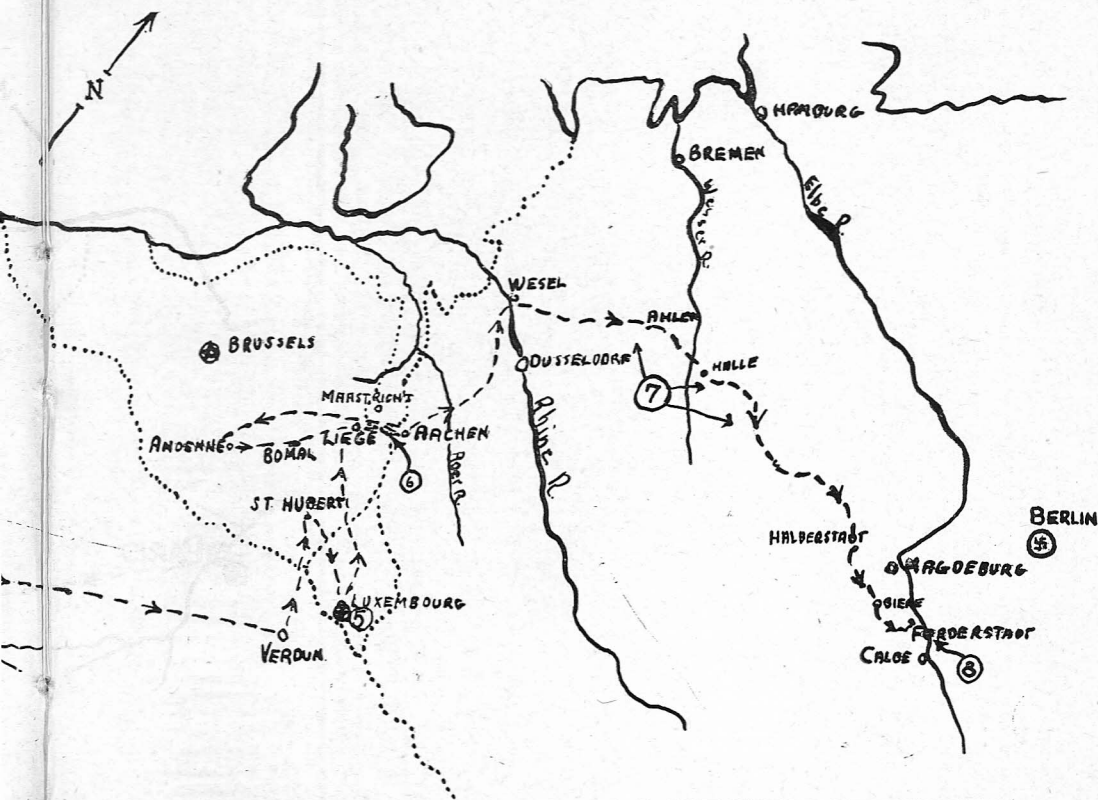 N
HAMBURG
BREMEN
Weser R.
Elbe R.
WESEL
AHLEN
BRUSSELS
DUSSELDORF
HALLE
7
MAASTRICHT
Rhine R.
ANDENNE
BOMAL
LIEGE
AACHEN
Roer R.
6
ST HUBERT
BERLIN
HALBERSTADT
MAGDEBURG
LUXEMBOURG
5
BIERE
VERDUN
FORDERSTADT
CALBE
8